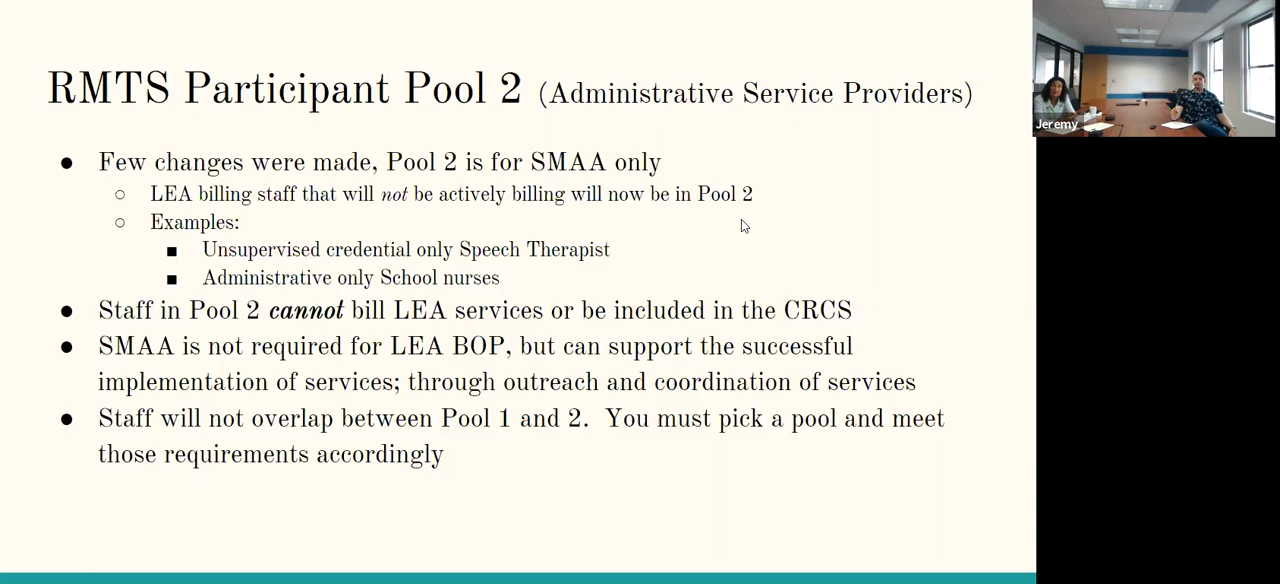 RMTS Participant Pool 2 (Administrative Service Providers)
● Few changes were made, Pool 2 is for SMAA only
○ LEA billing staff that will not be actively billing will now be in Pool 2
○ Examples:
■ Unsupervised credential only Speech Therapist
■ Administrative only School nurses
● Staff in Pool 2 cannot bill LEA services or be included in the CRCS
● SMAA is not required for LEA BOP, but can support the successful
implementation of services; through outreach and coordination of services
● Staff will not overlap between Pool 1 and 2. You must pick a pool and meet
those requirements accordingly
Jeremy